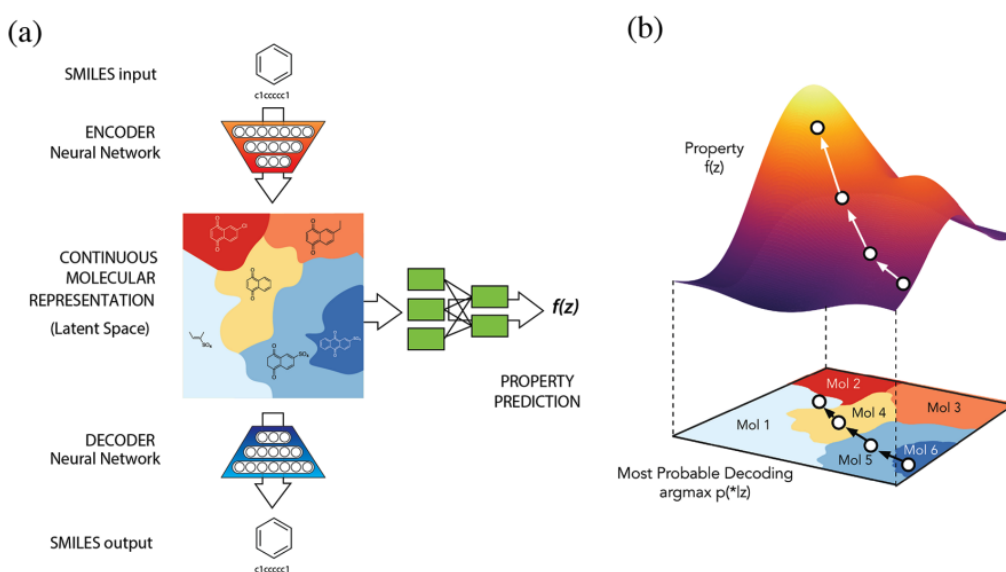 (a)
SMILES input
c1ccccc1
ENCODER
Neural Network
CONTINUOUS
MOLECULAR
REPRESENTATION
(Latent Space)
f(z)
PROPERTY
PREDICTION
DECODER
Neural Network
SMILES output
c1ccccc1
(b)
Property
f(z)
Mol 2
Mol 1
Mol 4
Mol 3
Mol 5
Mol 6
Most Probable Decoding
argmax p(*|z)